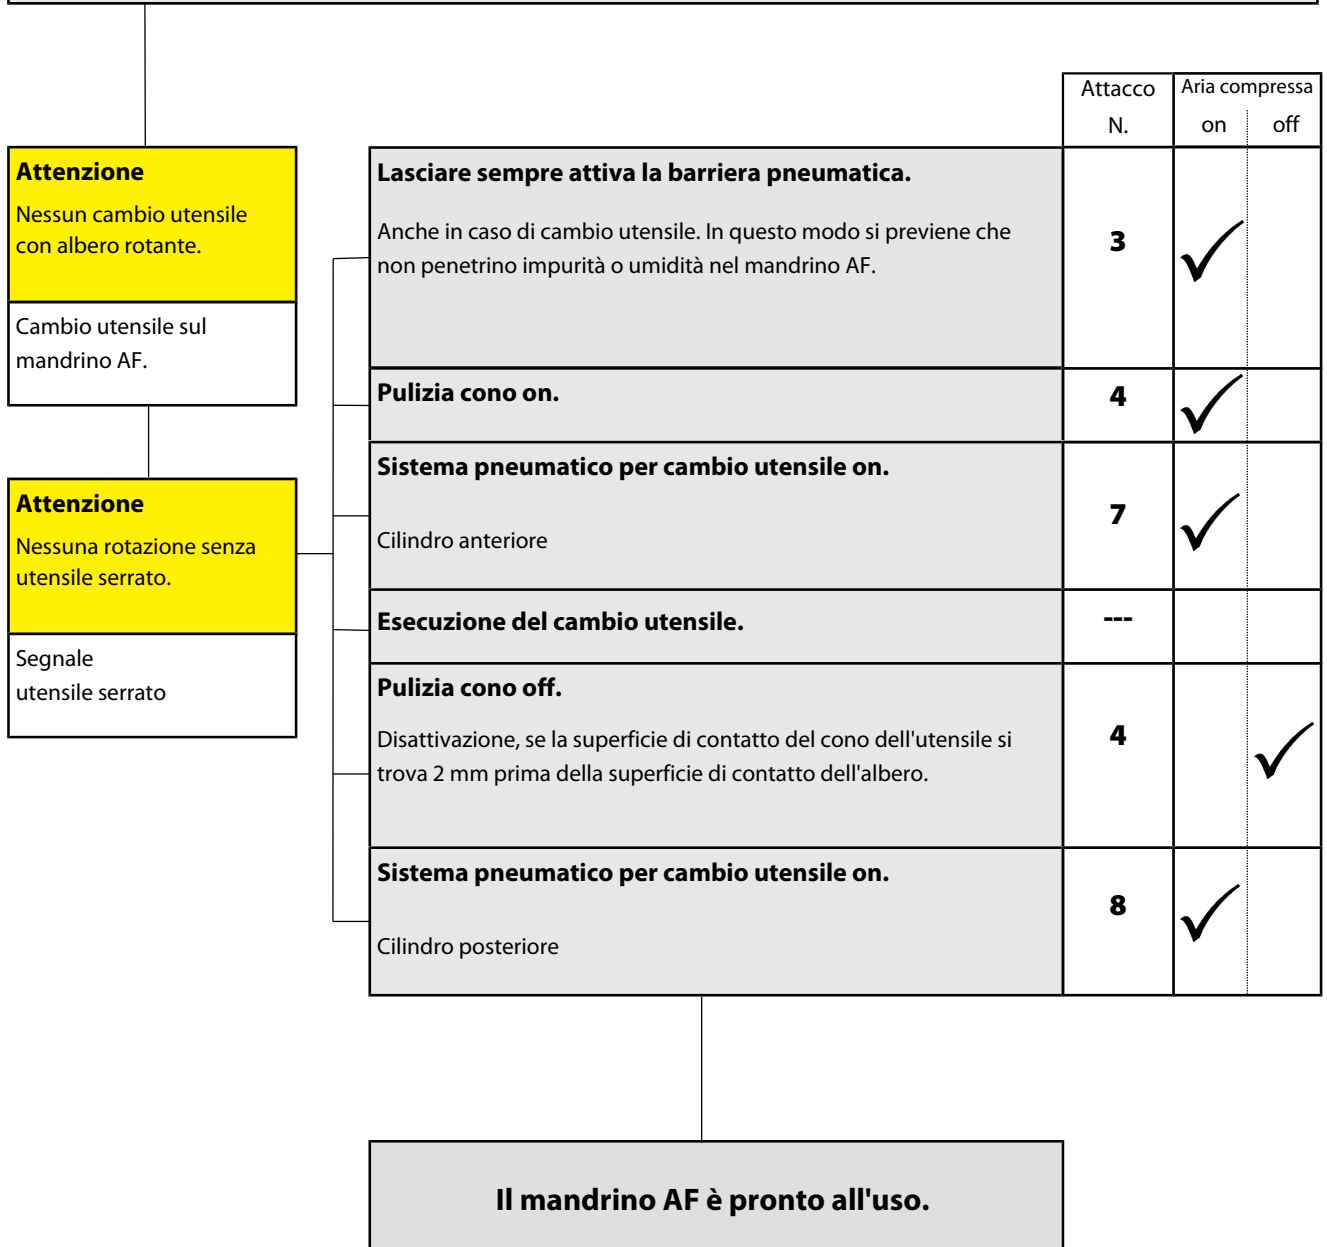 Attacco
Aria compressa
N.
on
off
Attenzione
Nessun cambio utensile
con albero rotante.
Cambio utensile sul
mandrino AF.
Attenzione
Nessuna rotazione senza
utensile serrato.
Segnale
utensile serrato
Lasciare sempre attiva la barriera pneumatica.
Anche in caso di cambio utensile. In questo modo si previene che
non penetrino impurità o umidità nel mandrino AF.
3
Pulizia cono on.
4
Sistema pneumatico per cambio utensile on.
Cilindro anteriore
7
Esecuzione del cambio utensile.
---
Pulizia cono off.
Disattivazione, se la superficie di contatto del cono dell'utensile si
trova 2 mm prima della superficie di contatto dell'albero.
4
Sistema pneumatico per cambio utensile on.
Cilindro posteriore
8
Il mandrino AF è pronto all'uso.